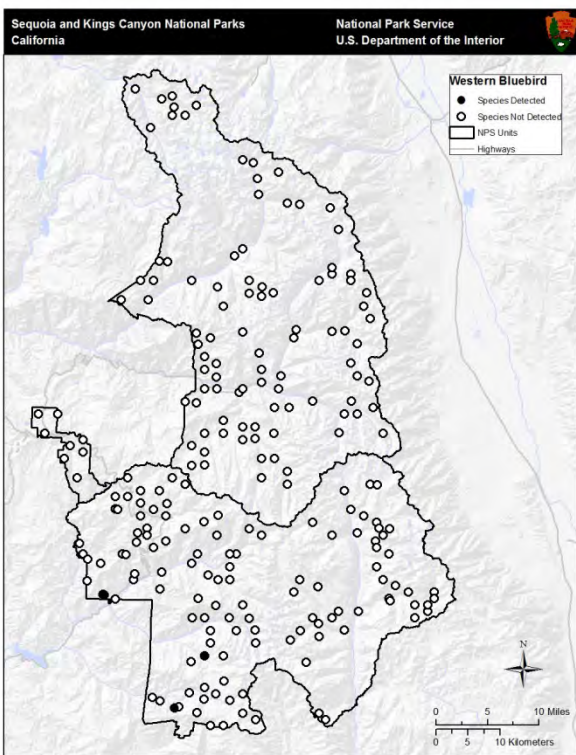 Sequoia and Kings Canyon National Parks
California
National Park Service
U.S. Department of the Interior
Western Bluebird
Species Detected
Species Not Detected
NPS Units
Highways
N
0 5 10 Miles
0 5 10 Kilometers